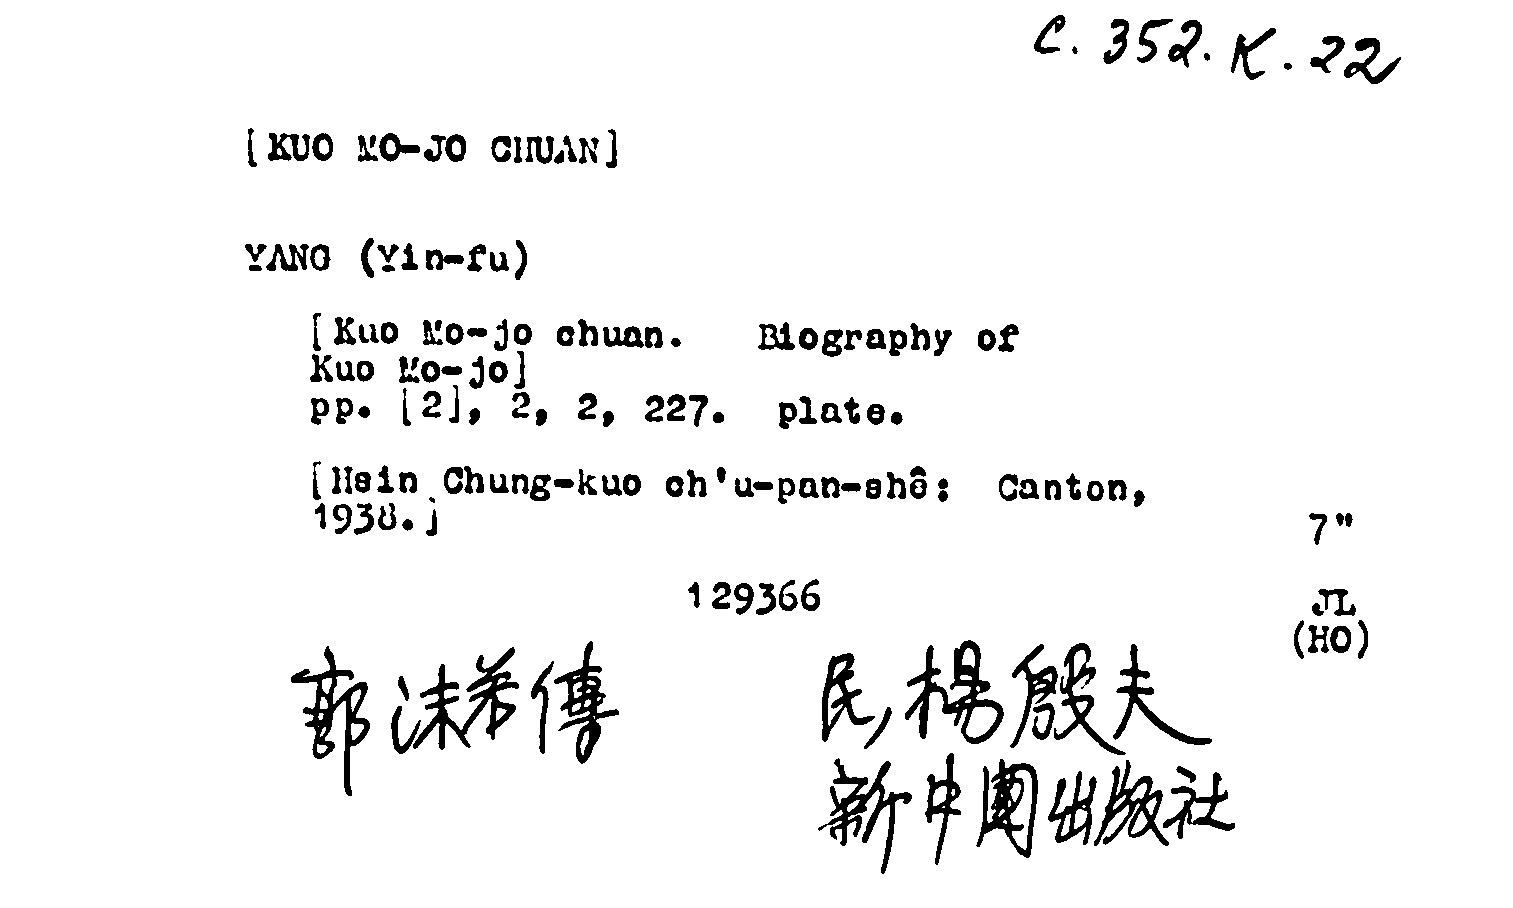 C. 352. K. 22
[KUO MO-JO CHUAN]
YANG (Yin-fu)
[Kuo Mo-jo chuan. Biography of
Kuo Mo-jo]
pp. [2], 2, 2, 227. plate.
[Hsin Chung-kuo ch'u-pan-shê: Canton,
1938.]
7"
129366
JL
(HO)
郭沫若傳
民,楊殷夫
新中國出版社